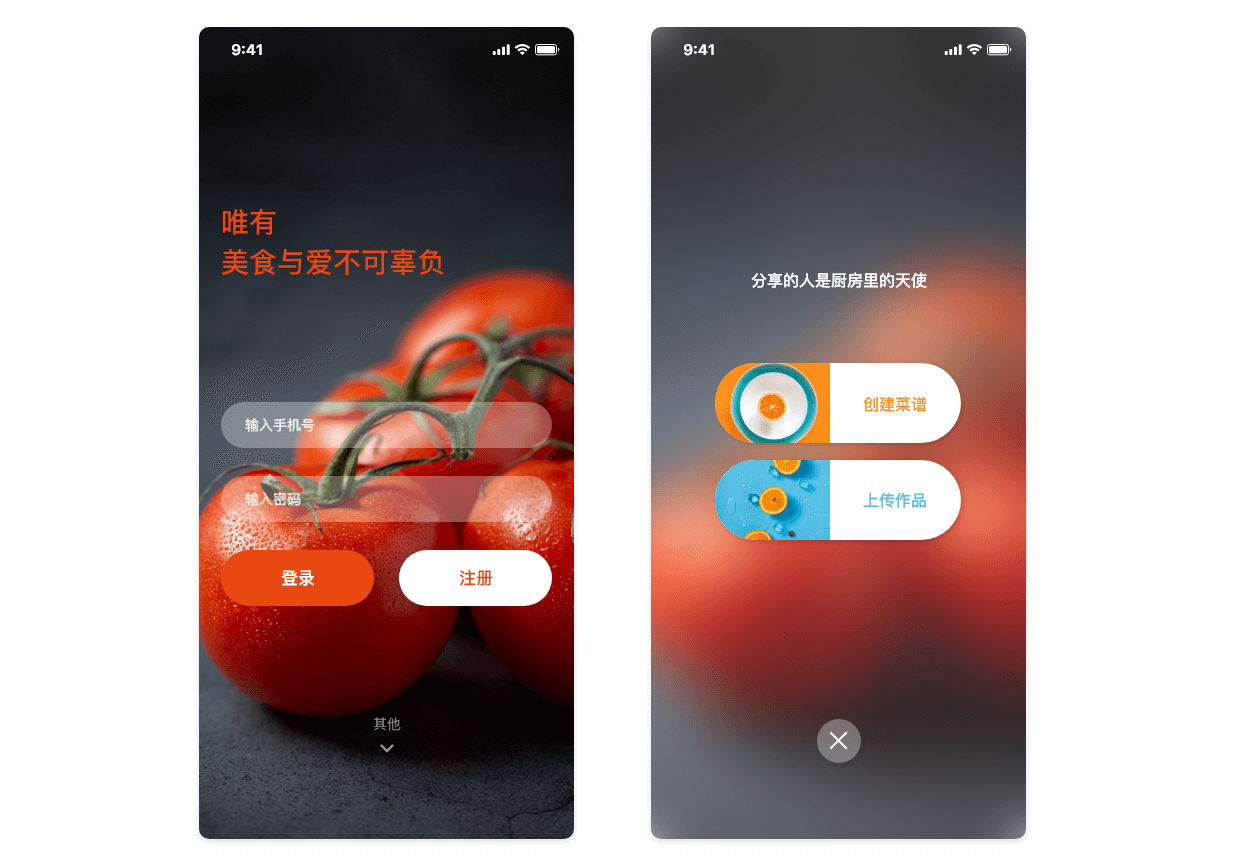 9:41
唯有
美食与爱不可辜负
输入手机号
输入密码
登录
注册
其他
9:41
分享的人是厨房里的天使
创建菜谱
上传作品